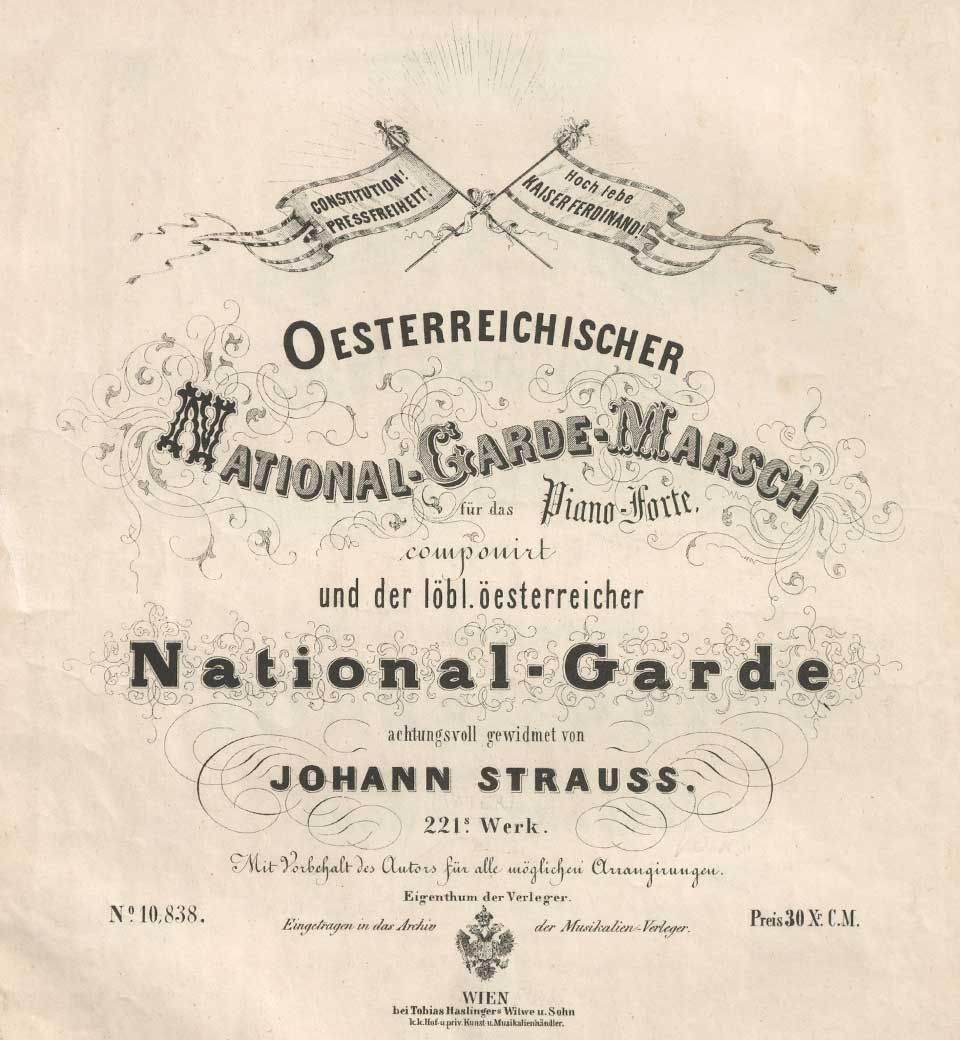 CONSTITUTION!
PRESSFREIHEIT!
Hoch lebe
KAISER FERDINAND!
OESTERREICHISCHER
NATIONAL-GARDE-MARSCH
für das Piano-Forte,
componirt
und der löbl. öesterreicher
National-Garde
achtungsvoll gewidmet von
JOHANN STRAUSS.
221s. Werk.
Mit Vorbehalt des Autors für alle möglichen Arrangirungen.
Eigenthum der Verleger.
No. 10,838.
Eingetragen in das Archiv der Musikalien-Verleger.
Preis 30 Xr. C.M.
WIEN
bei Tobias Haslingers Witwe u. Sohn
k.k. Hof- u priv. Kunst- u. Musikalienhändler.